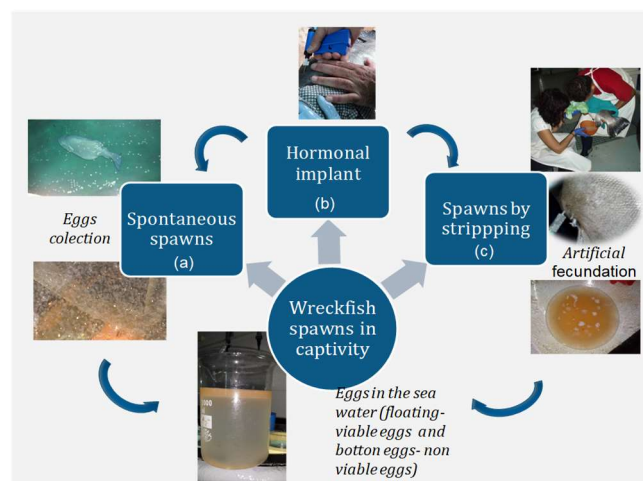 Hormonal
implant
(b)
Eggs
colection
Spontaneous
spawns
(a)
Spawns by
strippping
(c)
Artificial
fecundation
Wreckfish
spawns in
captivity
Eggs in the sea
water (floating-
viable eggs and
botton eggs- non
viable eggs)